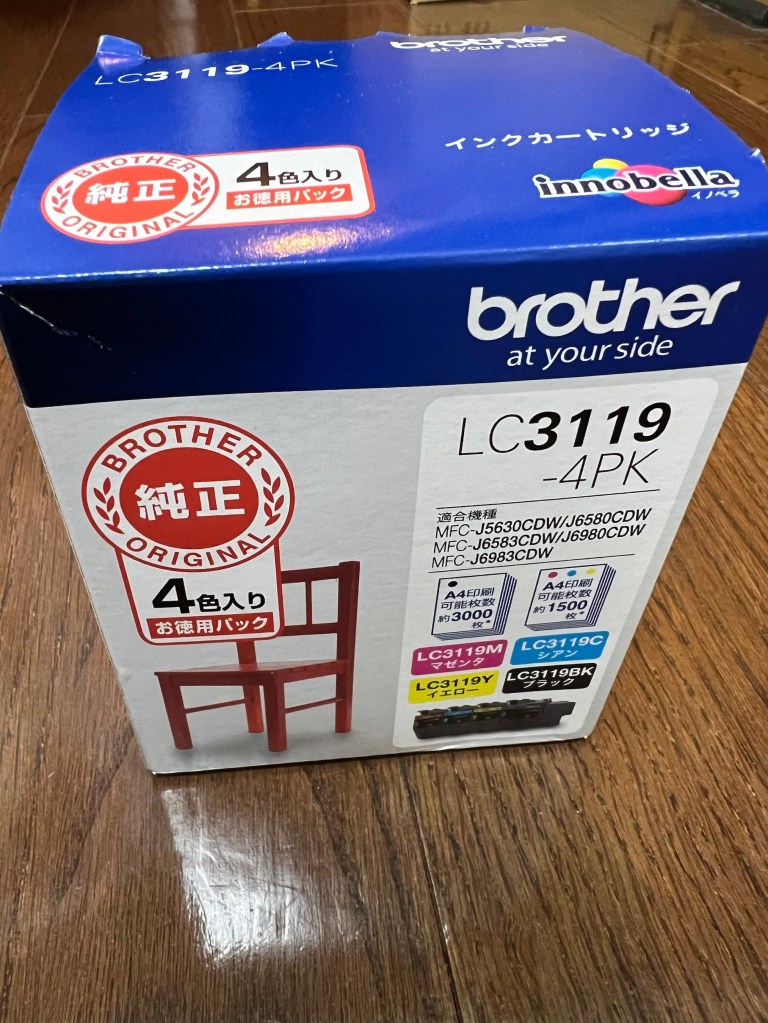 LC3119-4PK
brother
at your side
インクカートリッジ
innobella
イノベラ
BROTHER
純正
ORIGINAL
4色入り
お徳用パック
brother
at your side
LC3119
-4PK
適合機種
MFC-J5630CDW/J6580CDW
MFC-J6583CDW/J6980CDW
MFC-J6983CDW
A4印刷
可能枚数
約3000
枚*
A4印刷
可能枚数
約1500
枚*
LC3119M
マゼンタ
LC3119C
シアン
LC3119Y
イエロー
LC3119BK
ブラック
BROTHER
純正
ORIGINAL
4色入り
お徳用パック